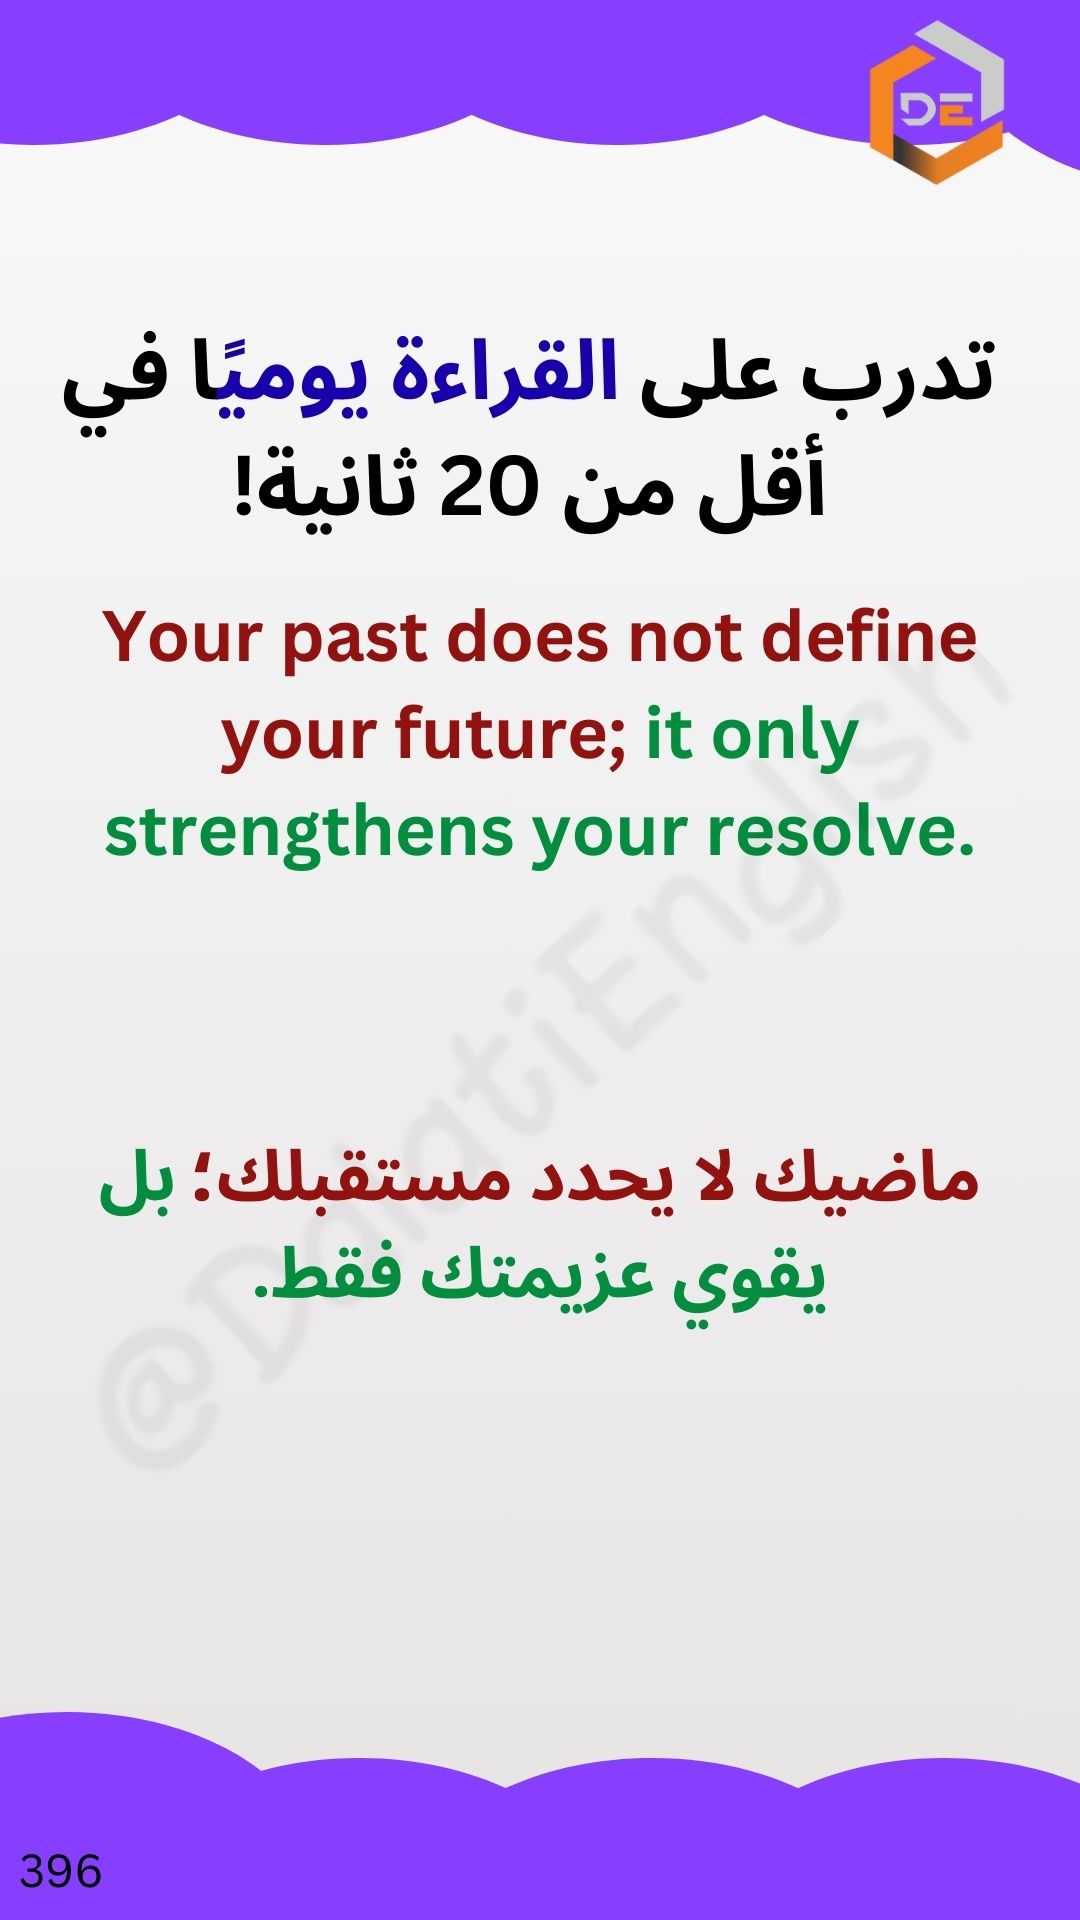 DE
تدرب على القراءة يوميًا في
أقل من 20 ثانية!
Your past does not define
your future; it only
strengthens your resolve.
ماضيك لا يحدد مستقبلك؛ بل
يقوي عزيمتك فقط.
@DdiatiEnglish
396